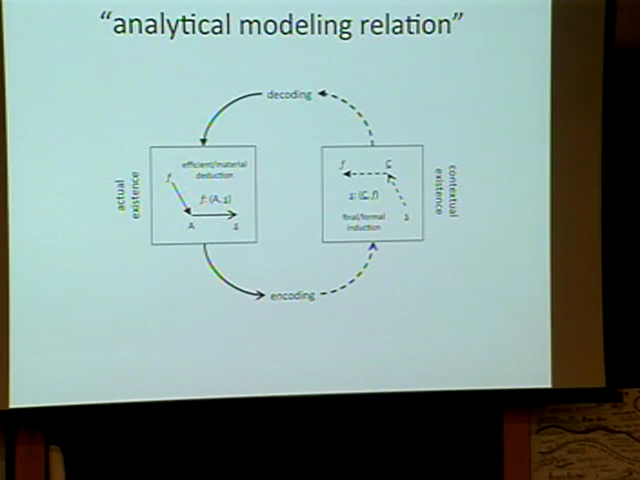 “analytical modeling relation”
decoding
actual
existence
efficient/material
deduction
f
f: (A, s)
A
s
f
C
s: (C, f)
final/formal
induction
s
contextual
existence
encoding